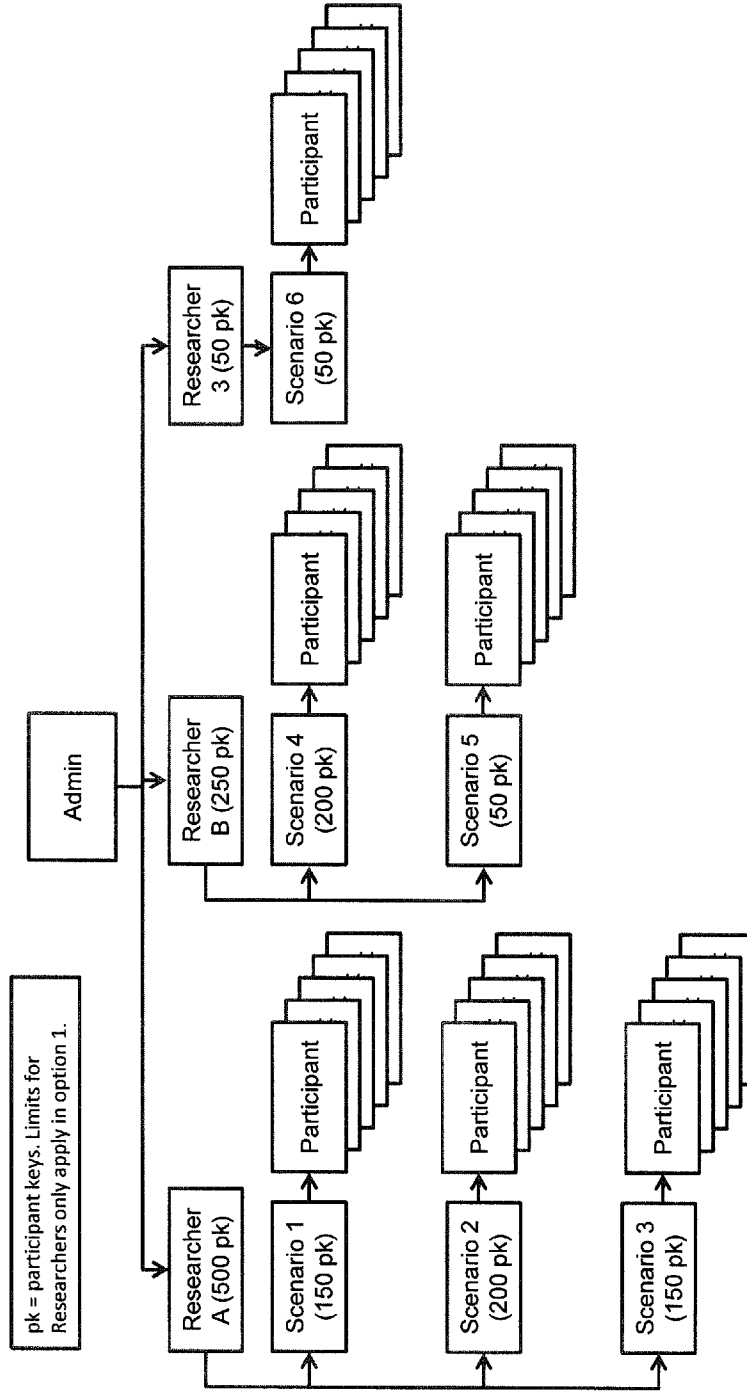 pk = participant keys. Limits for
Researchers only apply in option 1.
Admin
Researcher
A (500 pk)
Scenario 1
(150 pk)
Participant
Scenario 2
(200 pk)
Participant
Scenario 3
(150 pk)
Participant
Researcher
B (250 pk)
Scenario 4
(200 pk)
Participant
Scenario 5
(50 pk)
Participant
Researcher
3 (50 pk)
Scenario 6
(50 pk)
Participant